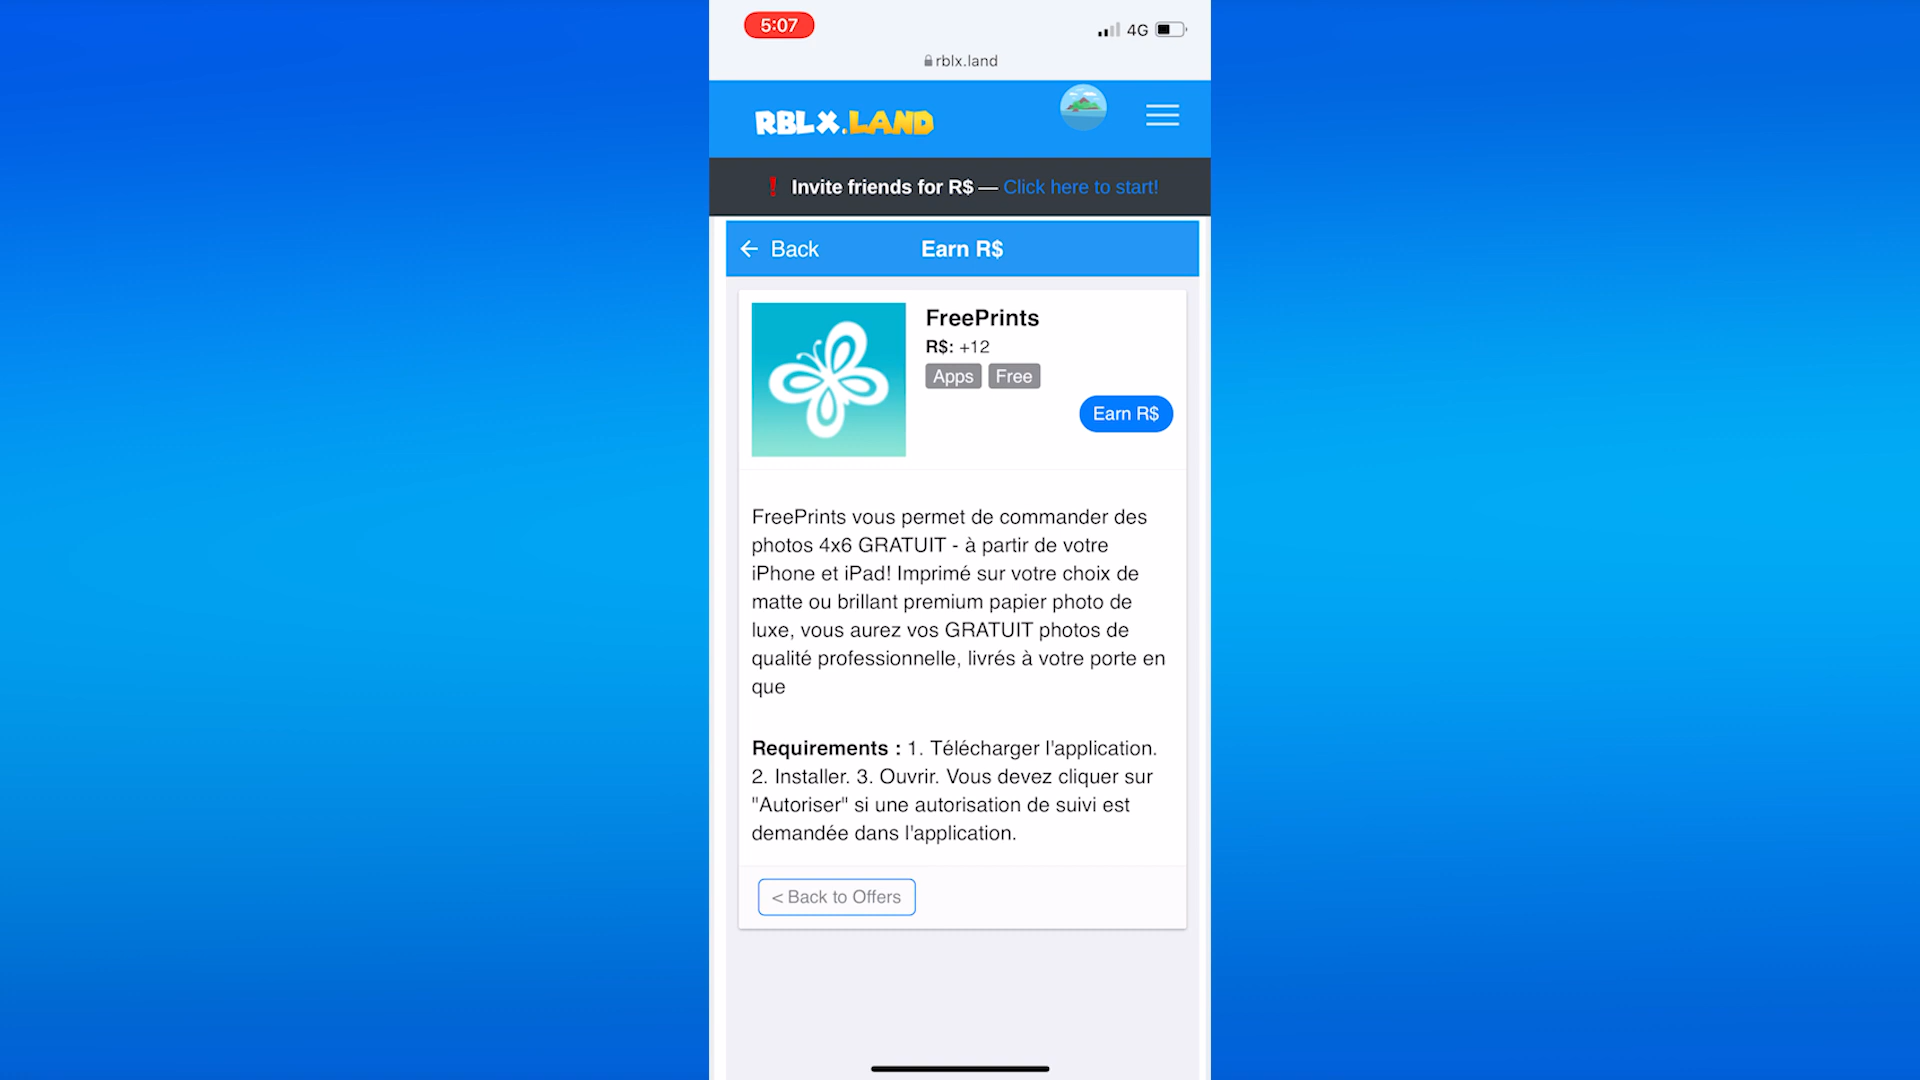 5:07
4G
rblx.land
RBLX.LAND
❗ Invite friends for R$ — Click here to start!
← Back
Earn R$
FreePrints
R$: +12
Apps Free
Earn R$
FreePrints vous permet de commander des
photos 4x6 GRATUIT - à partir de votre
iPhone et iPad! Imprimé sur votre choix de
matte ou brillant premium papier photo de
luxe, vous aurez vos GRATUIT photos de
qualité professionnelle, livrés à votre porte en
que
Requirements : 1. Télécharger l'application.
2. Installer. 3. Ouvrir. Vous devez cliquer sur
"Autoriser" si une autorisation de suivi est
demandée dans l'application.
< Back to Offers